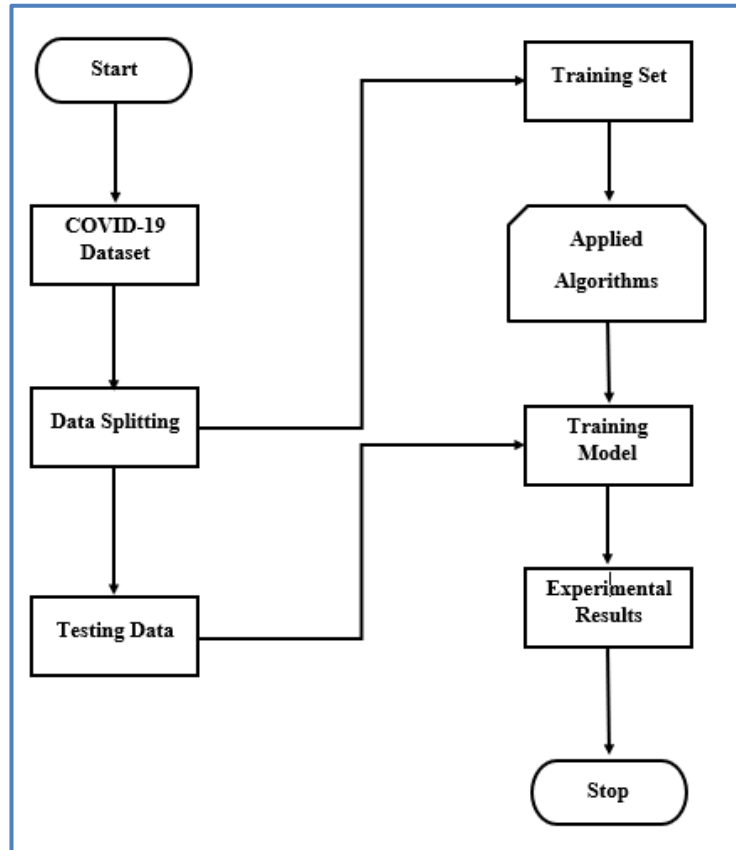 Start
COVID-19
Dataset
Data Splitting
Testing Data
Training Set
Applied
Algorithms
Training
Model
Experimental
Results
Stop